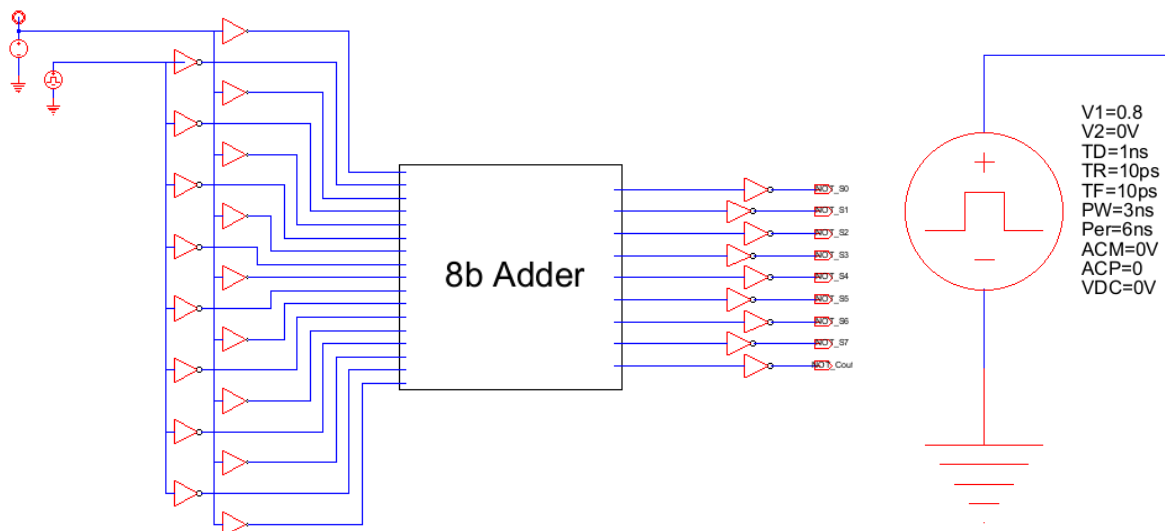 8b Adder
NOT_S0
NOT_S1
NOT_S2
NOT_S3
NOT_S4
NOT_S5
NOT_S6
NOT_S7
NOT_Cout
V1=0.8
V2=0V
TD=1ns
TR=10ps
TF=10ps
PW=3ns
Per=6ns
ACM=0V
ACP=0
VDC=0V